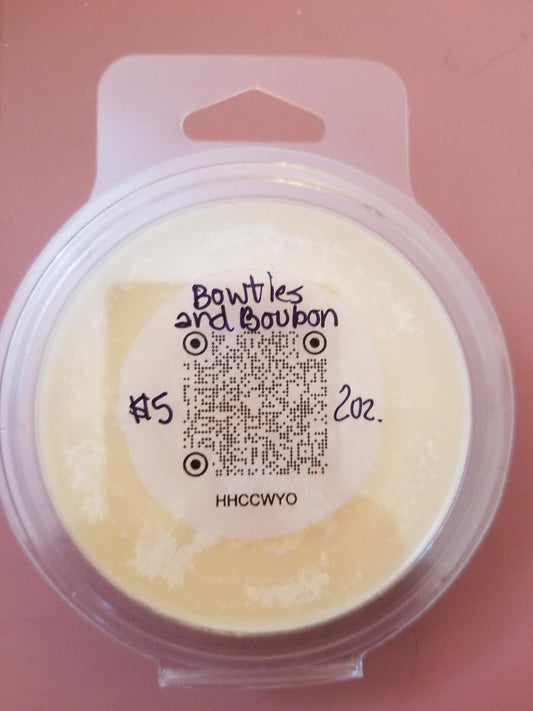 Bowties
and Boubon
$5
2oz.
HHCCWYO